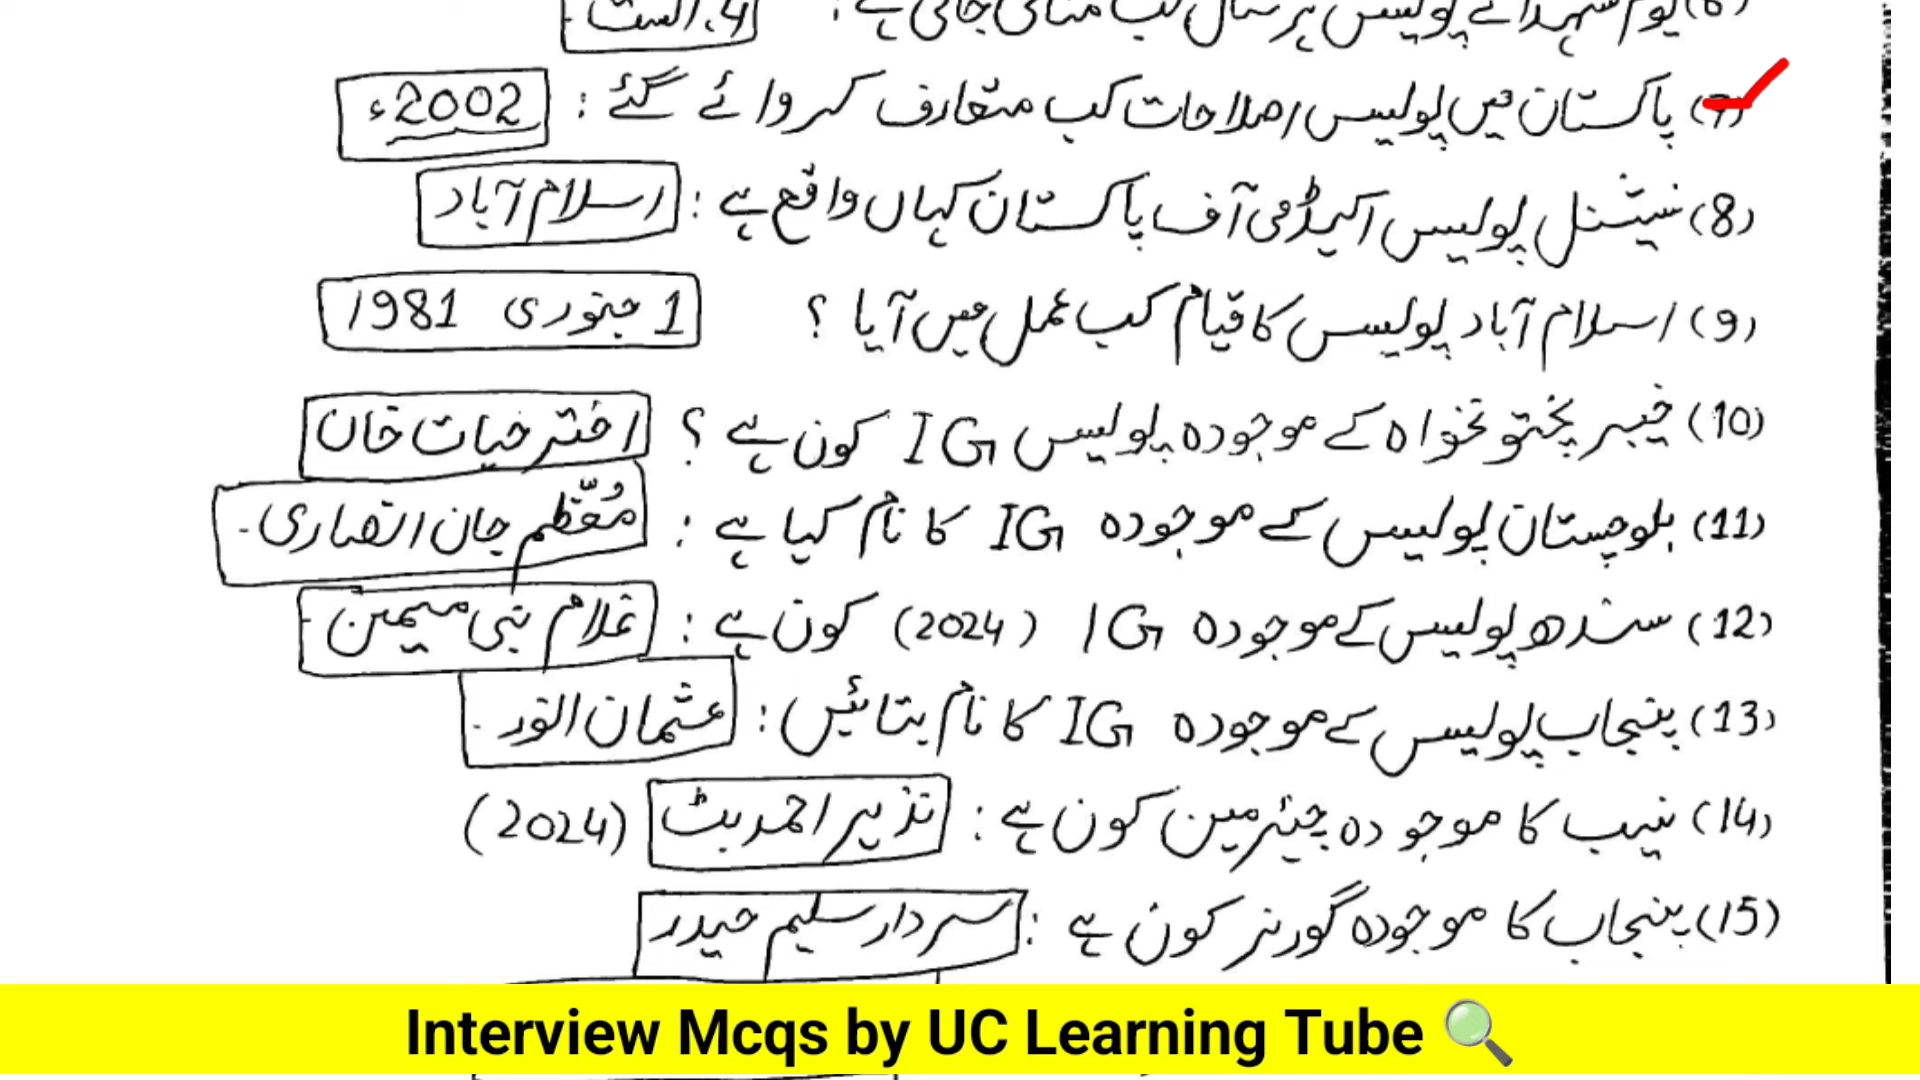 (6) یوم شہدائے پولیس ہر سال کب منائی جاتی ہے : 4 اگست -
(7) پاکستان میں پولیس اصلاحات کب متعارف کروائے گئے : 2002ء
(8) نیشنل پولیس اکیڈمی آف پاکستان کہاں واقع ہے : اسلام آباد
(9) اسلام آباد پولیس کا قیام کب عمل میں آیا ؟ 1 جنوری 1981
(10) خیبر پختونخواہ کے موجودہ پولیس IG کون ہے ؟ اختر حیات خان
(11) بلوچستان پولیس کے موجودہ IG کا نام کیا ہے : مُعظّم جان انصاری -
(12) سندھ پولیس کے موجودہ IG (2024) کون ہے : غلام نبی میمن -
(13) پنجاب پولیس کے موجودہ IG کا نام بتائیں : عثمان انور -
(14) نیب کا موجودہ چیئرمین کون ہے : نذیر احمد بٹ (2024)
(15) پنجاب کا موجودہ گورنر کون ہے : سردار سلیم حیدر
Interview Mcqs by UC Learning Tube